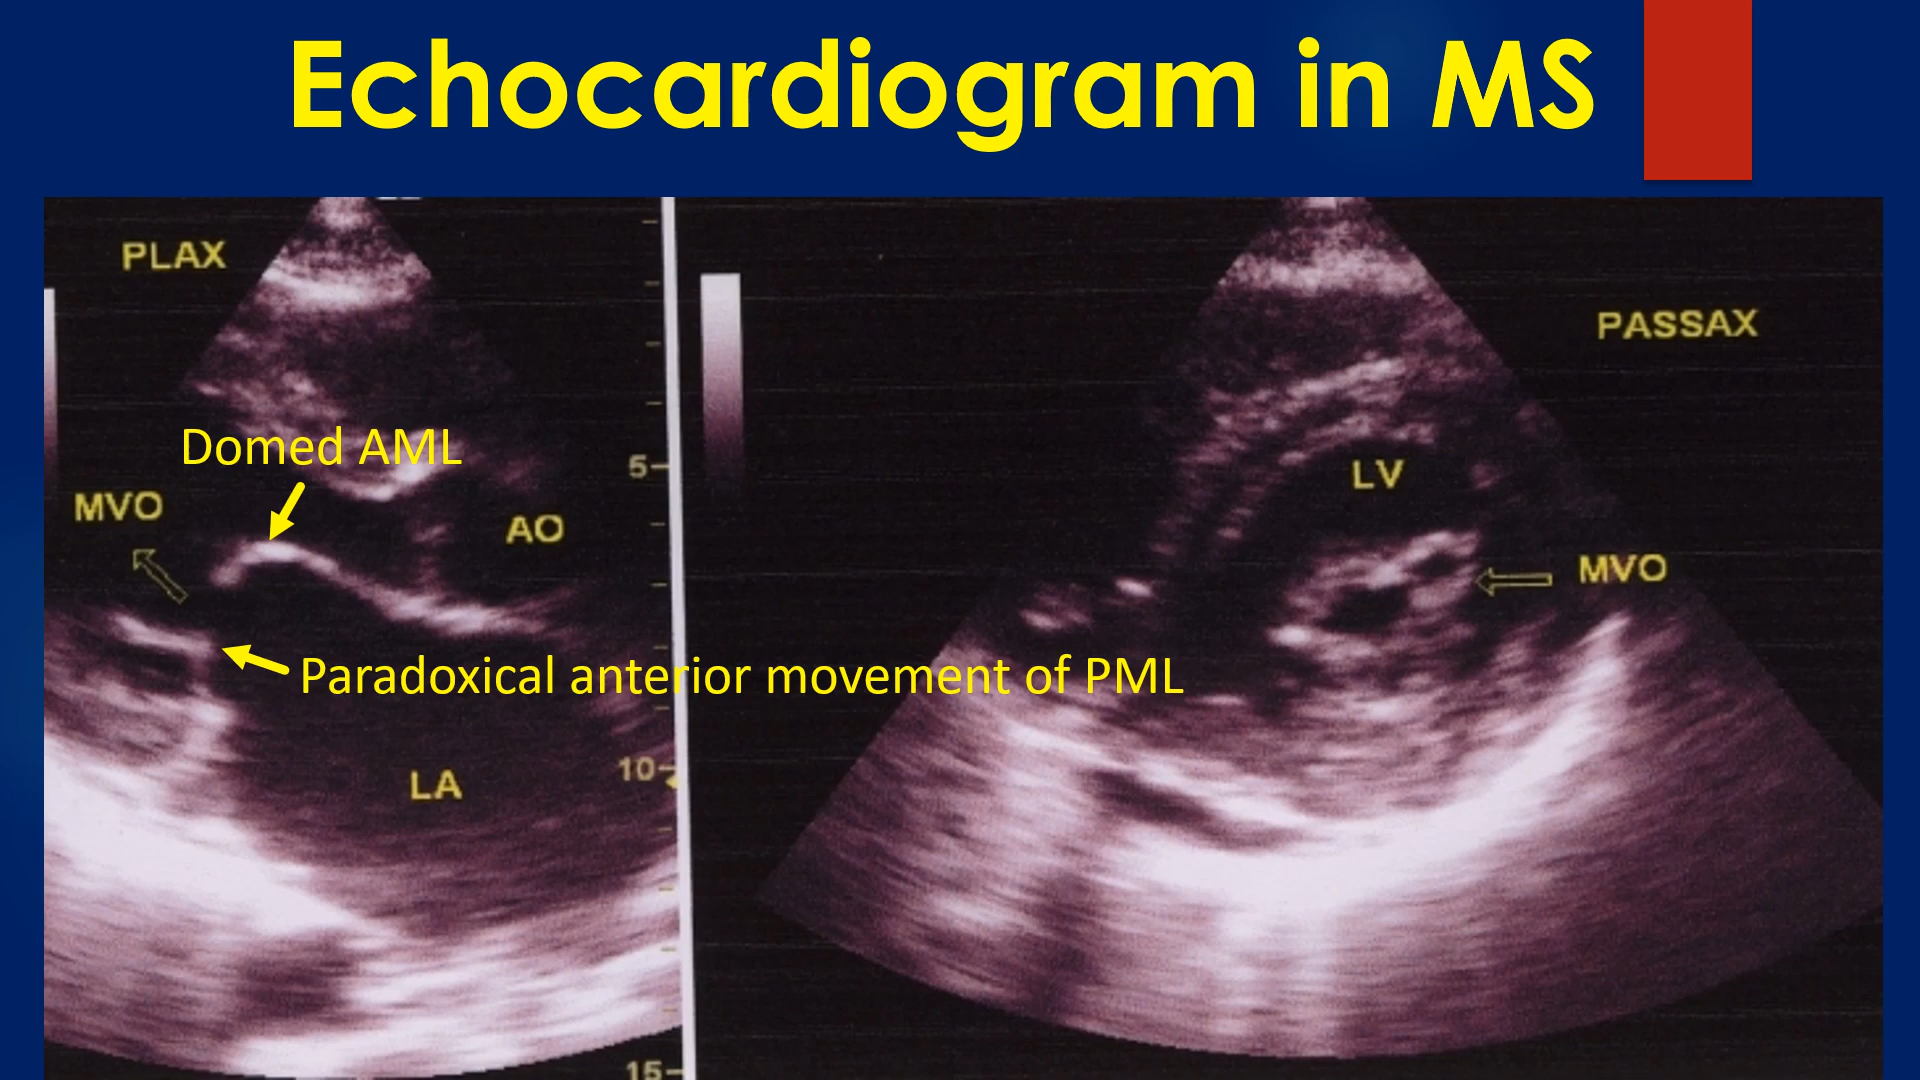 Echocardiogram in MS
PLAX
Domed AML
MVO
AO
5
Paradoxical anterior movement of PML
LA
10
15
PASSAX
LV
MVO